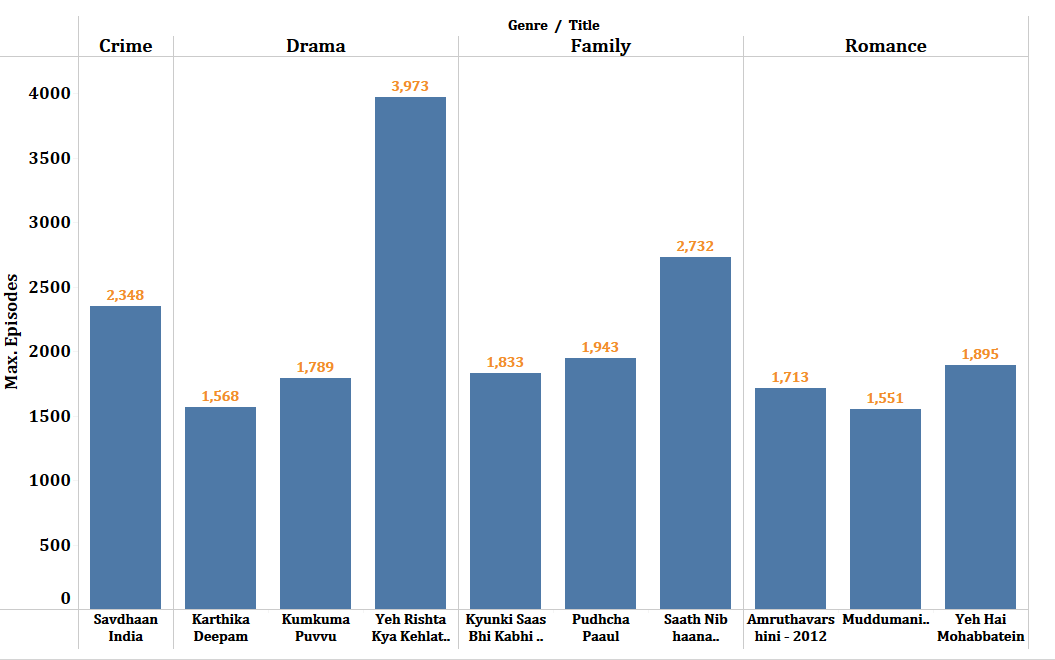 Genre / Title
Crime
Drama
Family
Romance
Max. Episodes
4000
3500
3000
2500
2000
1500
1000
500
0
2,348
1,568
1,789
3,973
1,833
1,943
2,732
1,713
1,551
1,895
Savdhaan
India
Karthika
Deepam
Kumkuma
Puvvu
Yeh Rishta
Kya Kehlat..
Kyunki Saas
Bhi Kabhi ..
Pudhcha
Paaul
Saath Nib
haana..
Amruthavars
hini - 2012
Muddumani..
Yeh Hai
Mohabbatein